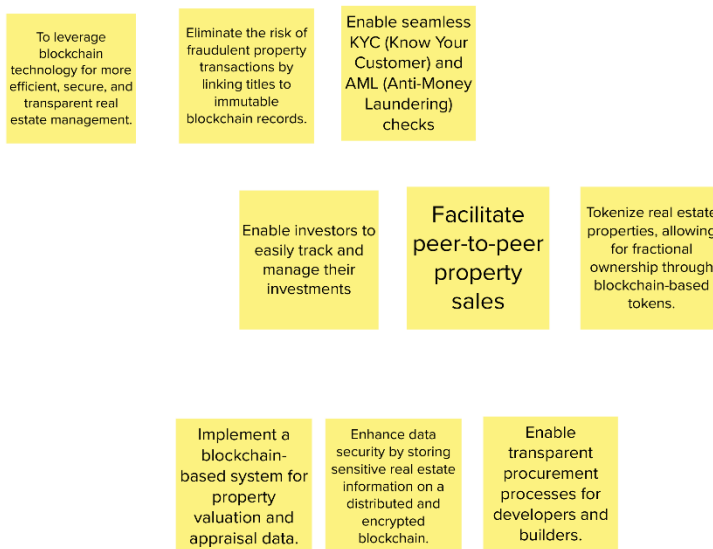 To leverage
blockchain
technology for more
efficient, secure, and
transparent real
estate management.
Eliminate the risk of
fraudulent property
transactions by
linking titles to
immutable
blockchain records.
Enable seamless
KYC (Know Your
Customer) and
AML (Anti-Money
Laundering)
checks
Enable investors to
easily track and
manage their
investments
Facilitate
peer-to-peer
property
sales
Tokenize real estate
properties, allowing
for fractional
ownership through
blockchain-based
tokens.
Implement a
blockchain-
based system for
property
valuation and
appraisal data.
Enhance data
security by storing
sensitive real estate
information on a
distributed and
encrypted
blockchain.
Enable
transparent
procurement
processes for
developers and
builders.